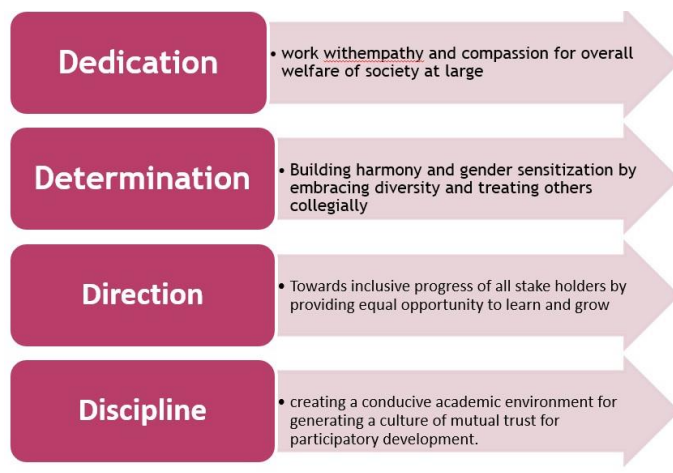 Dedication
• work withempathy and compassion for overall
welfare of society at large
Determination
• Building harmony and gender sensitization by
embracing diversity and treating others
collegially
Direction
• Towards inclusive progress of all stake holders by
providing equal opportunity to learn and grow
Discipline
• creating a conducive academic environment for
generating a culture of mutual trust for
participatory development.